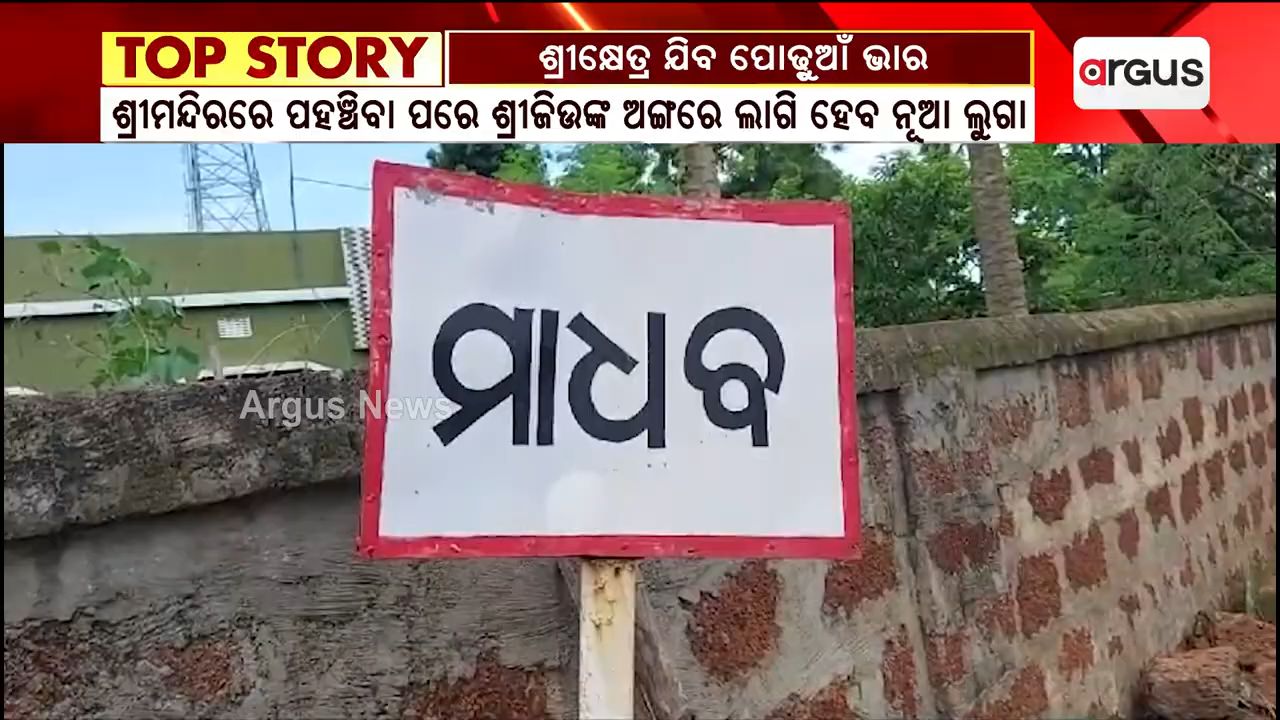 TOP STORY
ଶ୍ରୀକ୍ଷେତ୍ର ଯିବ ପୋଢୁଆଁ ଭାର
argus
ଶ୍ରୀମନ୍ଦିରରେ ପହଞ୍ଚିବା ପରେ ଶ୍ରୀଜିଉଙ୍କ ଅଙ୍ଗରେ ଲାଗି ହେବ ନୂଆ ଲୁଗା
ମାଧବ
Argus News